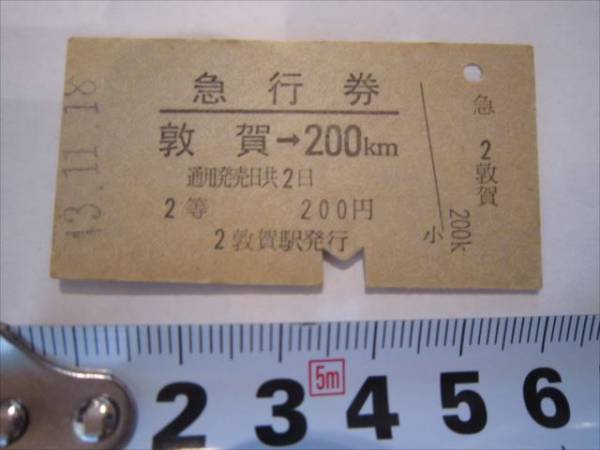 急行券
敦賀→200km
通用発売日共2日
2等 200円
2敦賀駅発行
43.11.18
急
2敦賀
小
200k
5m
2 3 4 5 6